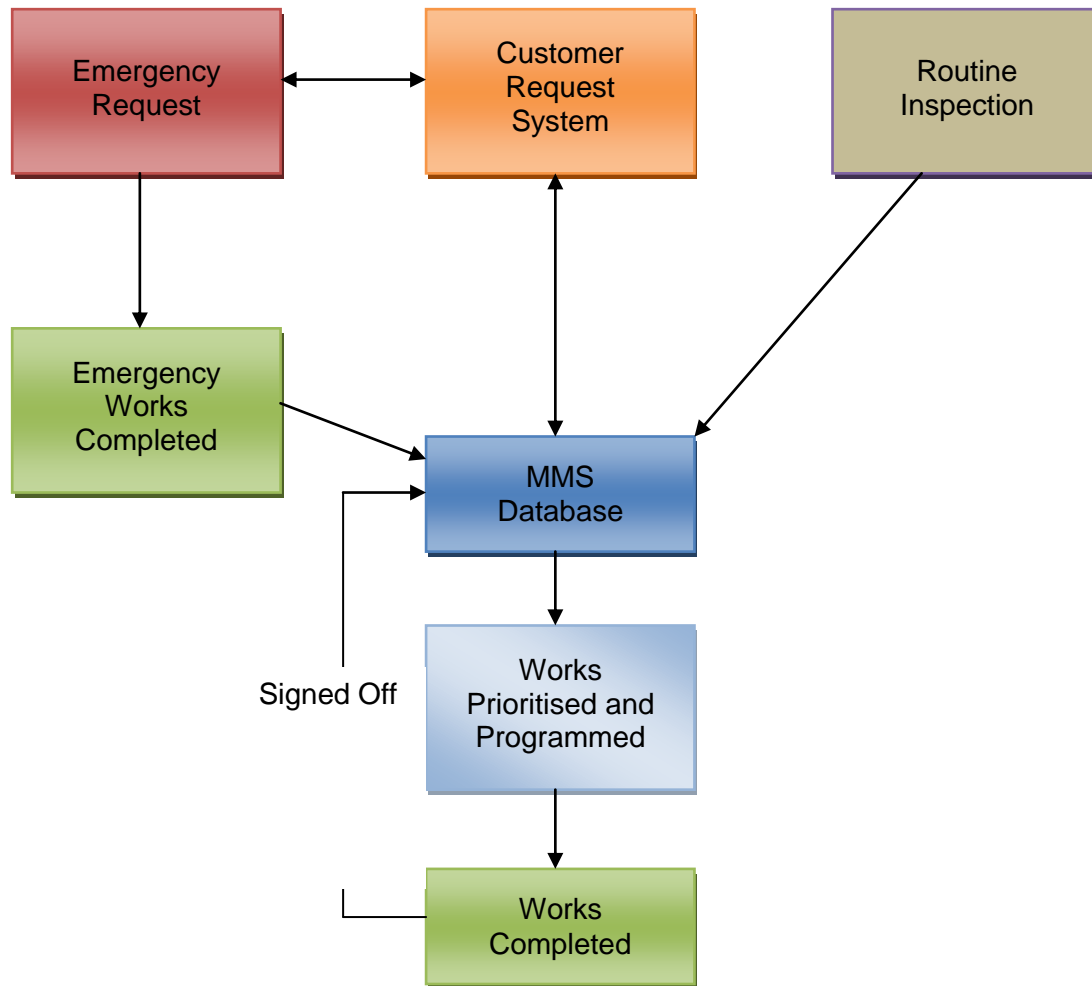 Emergency
Request
Customer
Request
System
Routine
Inspection
Emergency
Works
Completed
MMS
Database
Signed Off
Works
Prioritised and
Programmed
Works
Completed